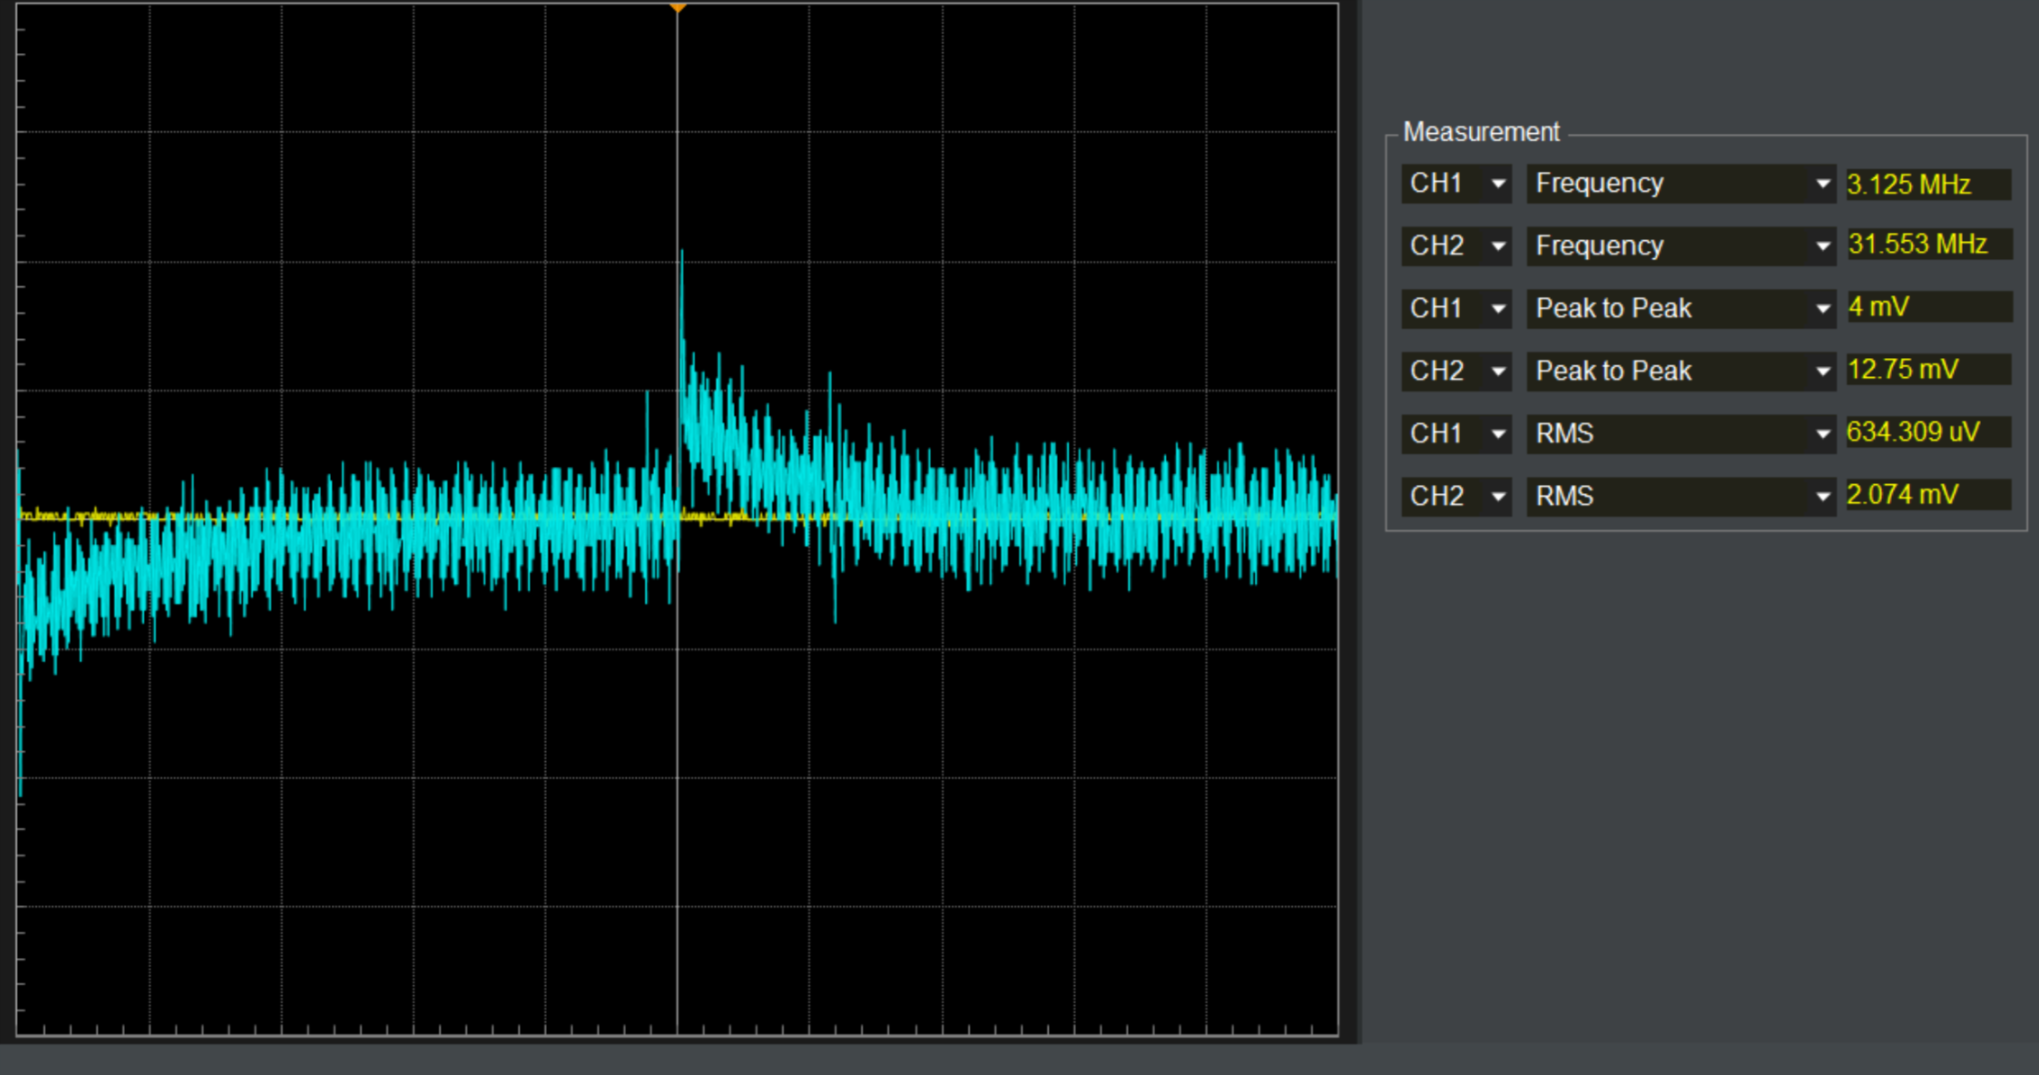 Measurement
CH1 Frequency 3.125 MHz
CH2 Frequency 31.553 MHz
CH1 Peak to Peak 4 mV
CH2 Peak to Peak 12.75 mV
CH1 RMS 634.309 uV
CH2 RMS 2.074 mV